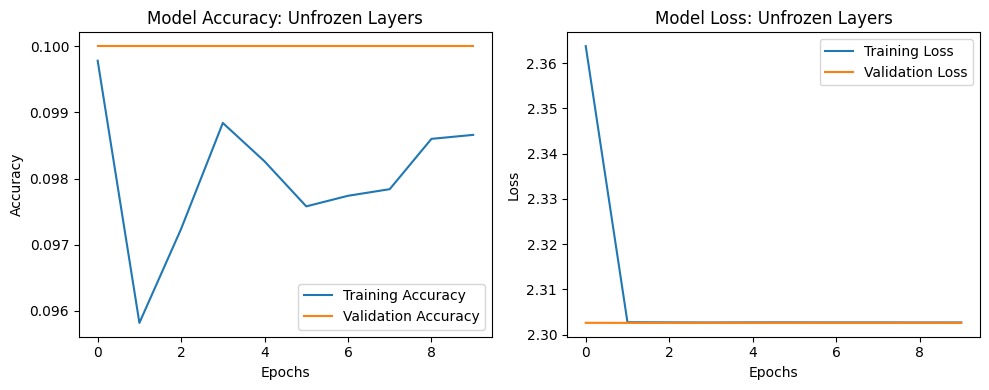 Model Accuracy: Unfrozen Layers
0.100
0.099
0.098
0.097
0.096
Accuracy
Training Accuracy
Validation Accuracy
0 2 4 6 8
Epochs
Model Loss: Unfrozen Layers
2.36
2.35
2.34
2.33
2.32
2.31
2.30
Loss
Training Loss
Validation Loss
0 2 4 6 8
Epochs